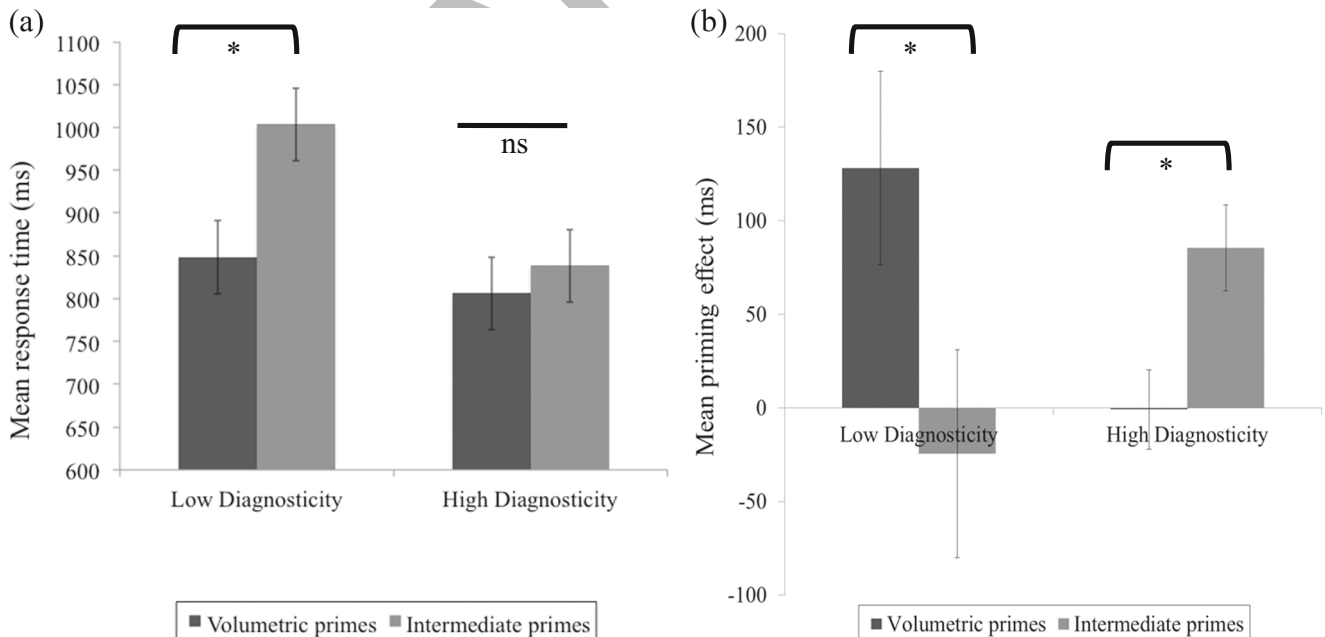 (a)
1100
1050
1000
950
900
850
800
750
700
650
600
Mean response time (ms)
*
ns
Low Diagnosticity
High Diagnosticity
Volumetric primes
Intermediate primes
(b)
200
150
100
50
0
-50
-100
Mean priming effect (ms)
*
*
Low Diagnosticity
High Diagnosticity
Volumetric primes
Intermediate primes